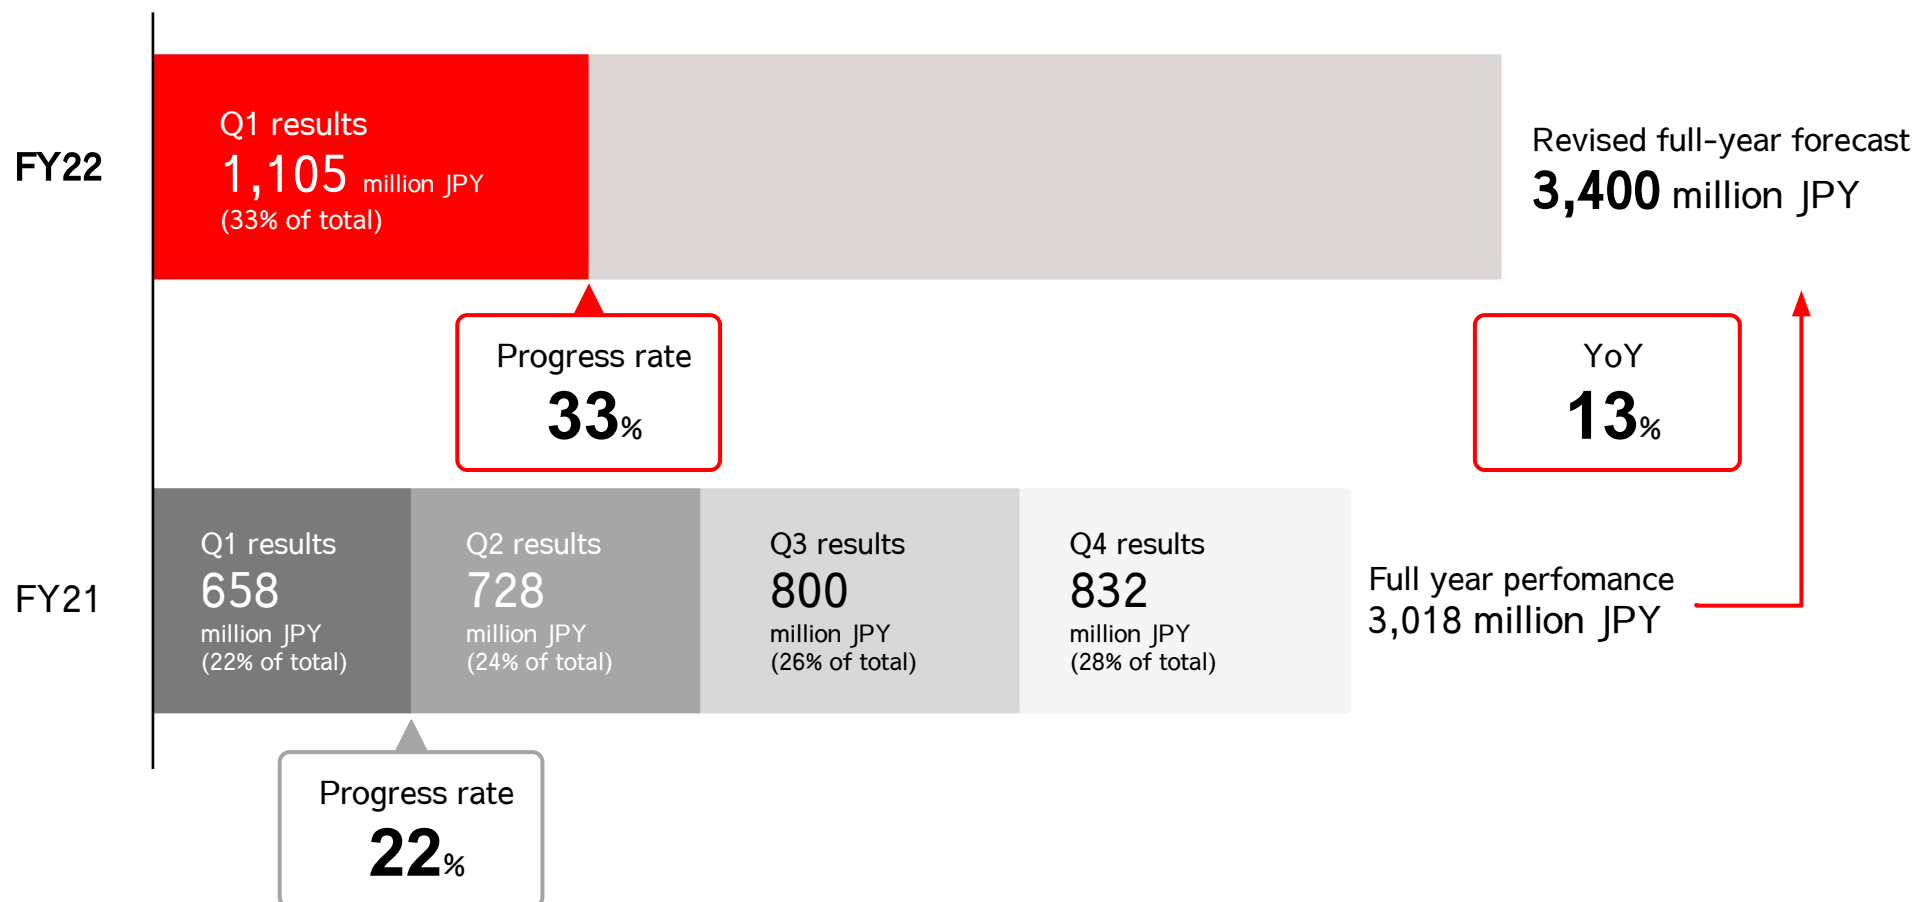 FY22
Q1 results
1,105 million JPY
(33% of total)
Revised full-year forecast
3,400 million JPY
Progress rate
33%
YoY
13%
FY21
Q1 results
658
million JPY
(22% of total)
Q2 results
728
million JPY
(24% of total)
Q3 results
800
million JPY
(26% of total)
Q4 results
832
million JPY
(28% of total)
Full year perfomance
3,018 million JPY
Progress rate
22%